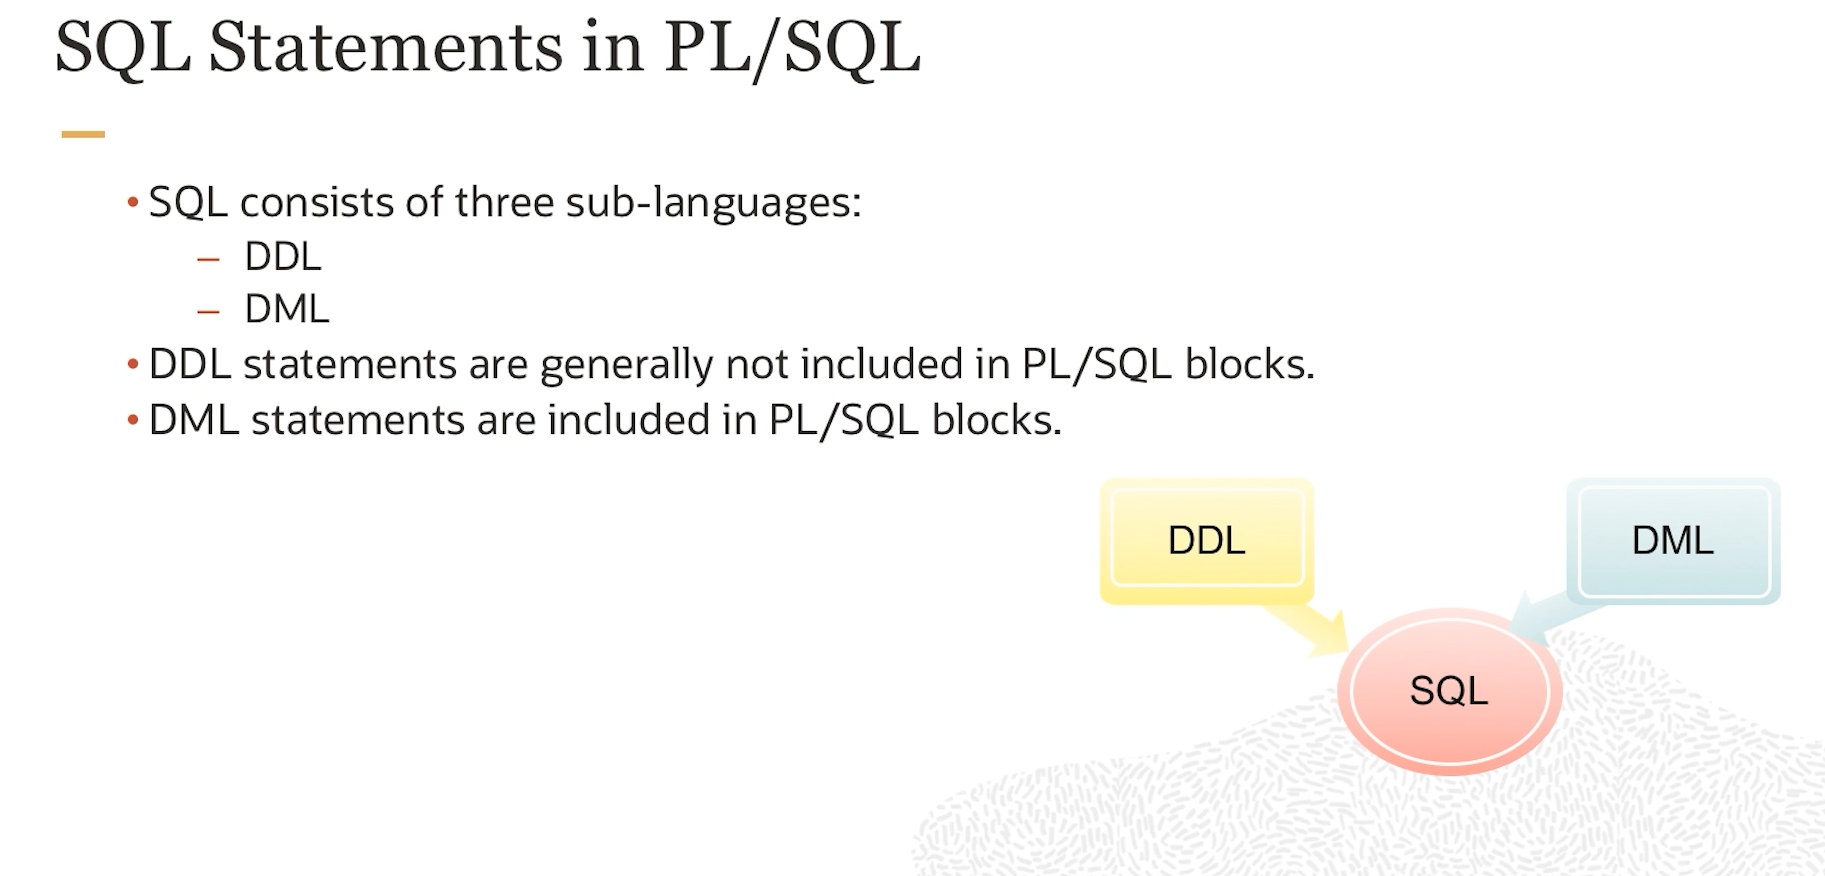 SQL Statements in PL/SQL
• SQL consists of three sub-languages:
– DDL
– DML
• DDL statements are generally not included in PL/SQL blocks.
• DML statements are included in PL/SQL blocks.
DDL
DML
SQL